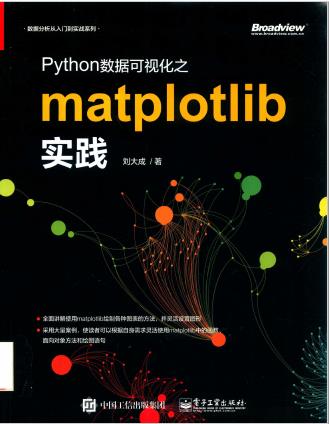 数据分析从入门到实战系列
Broadview®
Python数据可视化之
matplotlib
实践
刘大成 / 著
全面讲解使用matplotlib绘制各种图表的方法，并灵活设置图形
采用大量案例，使读者可以根据自身需求灵活使用matplotlib中的函数、
面向对象方法和绘图语句
中国工信出版集团
电子工业出版社